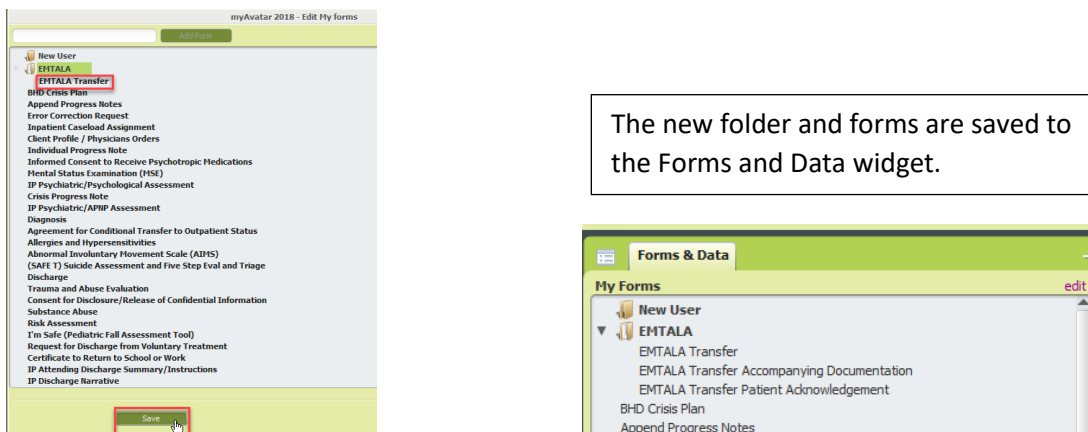 myAvatar 2018 - Edit My forms
Add Form
New User
EMTALA
EMTALA Transfer
BHD Crisis Plan
Append Progress Notes
Error Correction Request
Inpatient Caseload Assignment
Client Profile / Physicians Orders
Individual Progress Note
Informed Consent to Receive Psychotropic Medications
Mental Status Examination (MSE)
IP Psychiatric/Psychological Assessment
Crisis Progress Note
IP Psychiatric/APNP Assessment
Diagnosis
Agreement for Conditional Transfer to Outpatient Status
Allergies and Hypersensitivities
Abnormal Involuntary Movement Scale (AIMS)
(SAFE T) Suicide Assessment and Five Step Eval and Triage
Discharge
Trauma and Abuse Evaluation
Consent for Disclosure/Release of Confidential Information
Substance Abuse
Risk Assessment
I'm Safe (Pediatric Fall Assessment Tool)
Request for Discharge from Voluntary Treatment
Certificate to Return to School or Work
IP Attending Discharge Summary/Instructions
IP Discharge Narrative
Save
The new folder and forms are saved to
the Forms and Data widget.
Forms & Data
My Forms edit
New User
EMTALA
EMTALA Transfer
EMTALA Transfer Accompanying Documentation
EMTALA Transfer Patient Acknowledgement
BHD Crisis Plan
Append Progress Notes